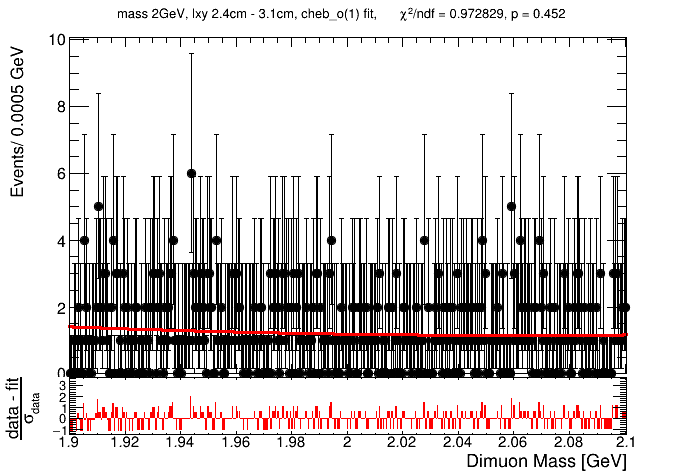 mass 2GeV, lxy 2.4cm - 3.1cm, cheb_o(1) fit, χ²/ndf = 0.972829, p = 0.452
Events/ 0.0005 GeV
10
8
6
4
2
0
data - fit
σ_data
3
2
1
0
−1
1.9 1.92 1.94 1.96 1.98 2 2.02 2.04 2.06 2.08 2.1
Dimuon Mass [GeV]